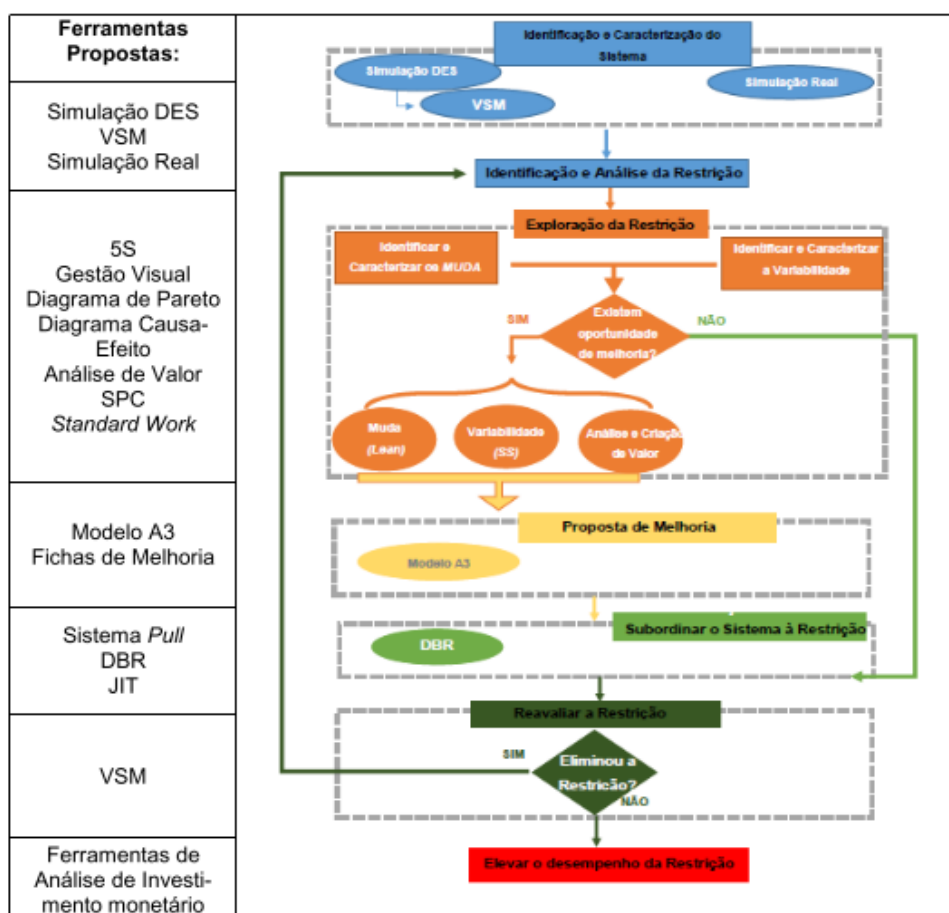 Ferramentas
Propostas:
Simulação DES
VSM
Simulação Real
5S
Gestão Visual
Diagrama de Pareto
Diagrama Causa-
Efeito
Análise de Valor
SPC
Standard Work
Modelo A3
Fichas de Melhoria
Sistema Pull
DBR
JIT
VSM
Ferramentas de
Análise de Investi-
mento monetário
Identificação e Caracterização do
Sistema
Simulação DES
Simulação Real
VSM
Identificação e Análise da Restrição
Exploração da Restrição
Identificar e
Caracterizar os MUDA
Identificar e Caracterizar
a Variabilidade
SIM
NÃO
Existem
oportunidade
de melhoria?
Muda
(Lean)
Variabilidade
(SS)
Análise e Criação
de Valor
Proposta de Melhoria
Modelo A3
Subordinar o Sistema à Restrição
DBR
Reavaliar a Restrição
SIM
Eliminou a
Restrição?
NÃO
Elevar o desempenho da Restrição